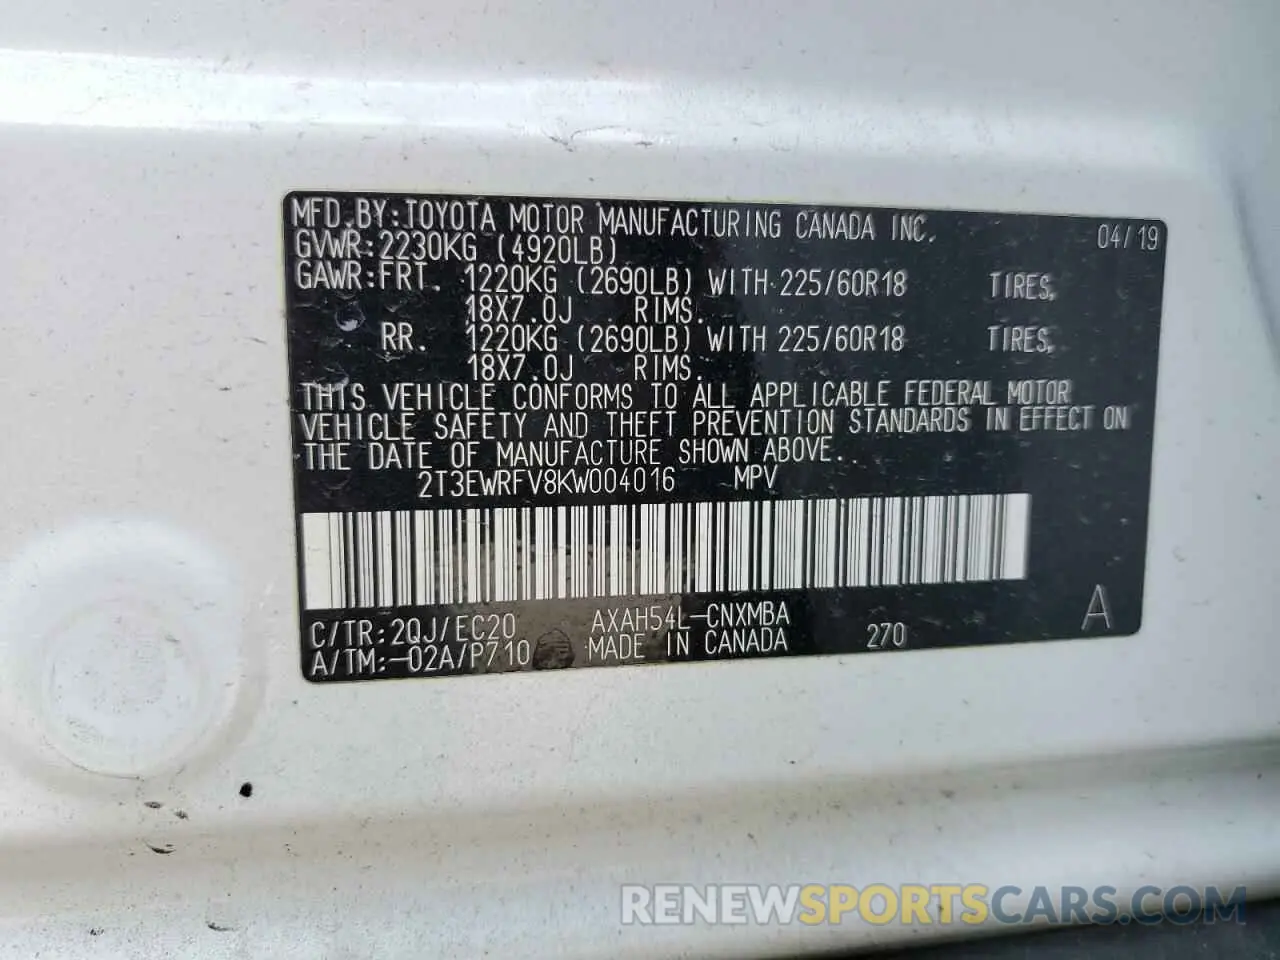 MFD.BY:TOYOTA MOTOR MANUFACTURING CANADA INC. 04/19
GVWR:2230KG (4920LB)
GAWR:FRT. 1220KG (2690LB) WITH 225/60R18 TIRES,
18X7.0J RIMS.
RR. 1220KG (2690LB) WITH 225/60R18 TIRES,
18X7.0J RIMS.
THIS VEHICLE CONFORMS TO ALL APPLICABLE FEDERAL MOTOR
VEHICLE SAFETY AND THEFT PREVENTION STANDARDS IN EFFECT ON
THE DATE OF MANUFACTURE SHOWN ABOVE.
2T3EWRFV8KW004016 MPV
C/TR:2QJ/EC20 AXAH54L-CNXMBA
A/TM:-02A/P710 MADE IN CANADA 270 A
RENEWSPORTSCARS.COM